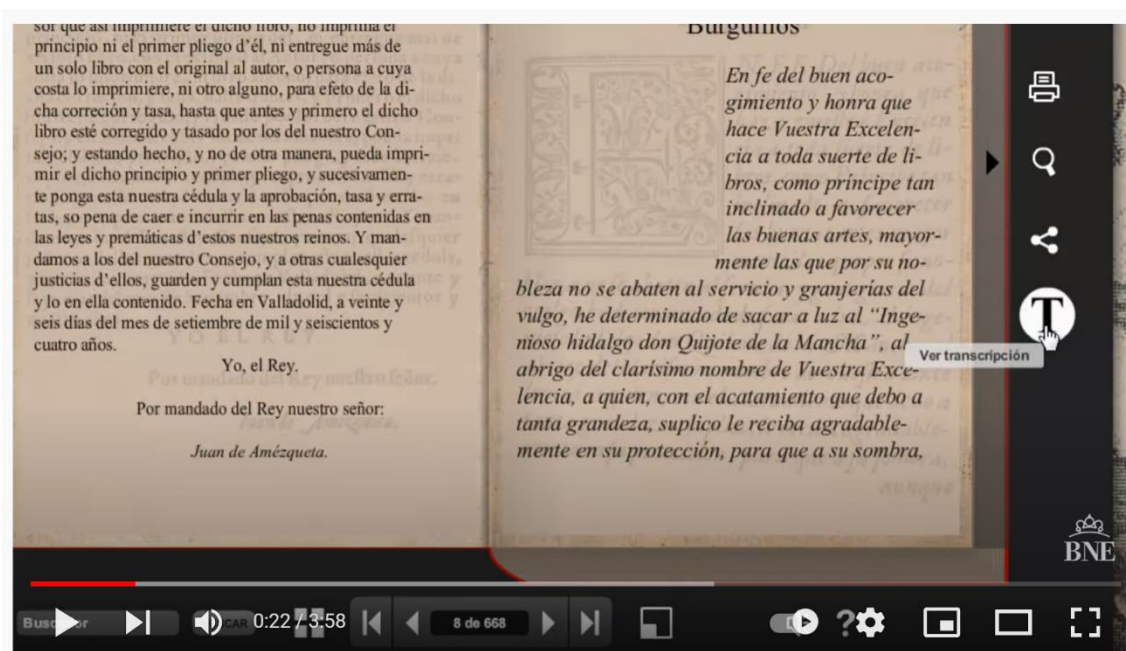 sor que así imprimiere el dicho libro, no imprima el
principio ni el primer pliego d’él, ni entregue más de
un solo libro con el original al autor, o persona a cuya
costa lo imprimiere, ni otro alguno, para efeto de la di-
cha correción y tasa, hasta que antes y primero el dicho
libro esté corregido y tasado por los del nuestro Con-
sejo; y estando hecho, y no de otra manera, pueda impri-
mir el dicho principio y primer pliego, y sucesivamen-
te ponga esta nuestra cédula y la aprobación, tasa y erra-
tas, so pena de caer e incurrir en las penas contenidas en
las leyes y premáticas d’estos nuestros reinos. Y man-
damos a los del nuestro Consejo, y a otras cualesquier
justicias d’ellos, guarden y cumplan esta nuestra cédula
y lo en ella contenido. Fecha en Valladolid, a veinte y
seis días del mes de setiembre de mil y seiscientos y
cuatro años.
YO EL REY.
Yo, el Rey.
Por mandado del Rey nuestro señor:
Juan de Amézqueta.
Burguillos
En fe del buen aco-
gimiento y honra que
hace Vuestra Excelen-
cia a toda suerte de li-
bros, como príncipe tan
inclinado a favorecer
las buenas artes, mayor-
mente las que por su no-
bleza no se abaten al servicio y granjerías del
vulgo, he determinado de sacar a luz al “Inge-
nioso hidalgo don Quijote de la Mancha”, al
abrigo del clarísimo nombre de Vuestra Exce-
lencia, a quien, con el acatamiento que debo a
tanta grandeza, suplico le reciba agradable-
mente en su protección, para que a su sombra,
aunque
T
Ver transcripción
BNE
0:22 / 3:58
8 de 668
?